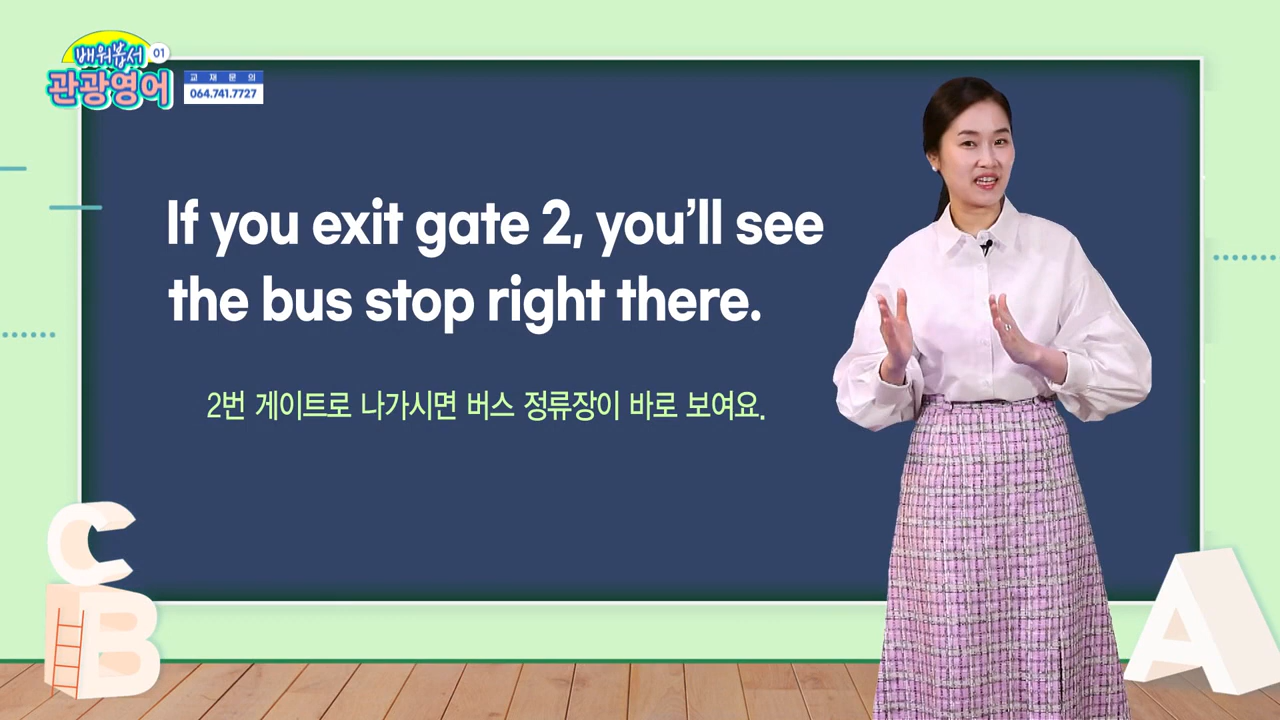 배워봅서 01
관광영어
교재문의
064.741.7727
If you exit gate 2, you'll see
the bus stop right there.
2번 게이트로 나가시면 버스 정류장이 바로 보여요.
C
B
A